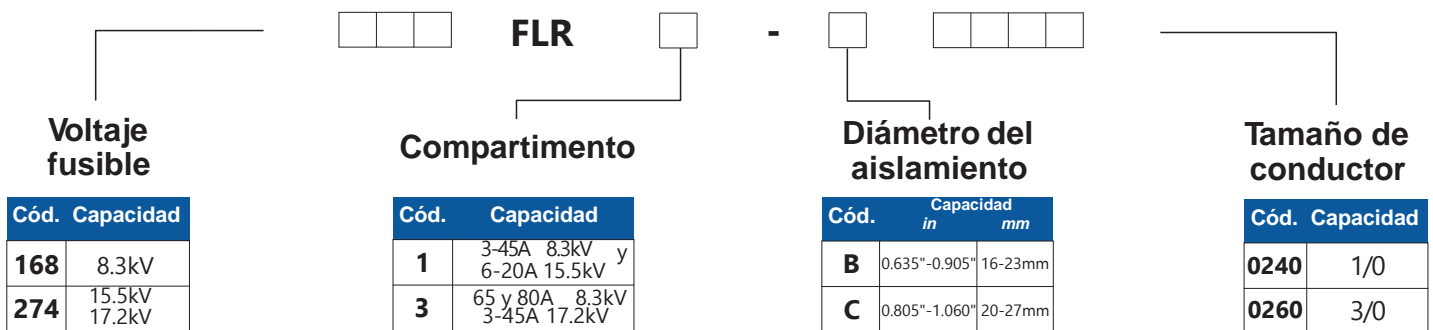 FLR -
Voltaje
fusible
Compartimento
Diámetro del
aislamiento
Tamaño de
conductor
Cód. Capacidad
168 8.3kV
274 15.5kV
17.2kV
Cód. Capacidad
1 3-45A 8.3kV y
6-20A 15.5kV
3 65 y 80A 8.3kV
3-45A 17.2kV
Cód. Capacidad
in mm
B 0.635"-0.905" 16-23mm
C 0.805"-1.060" 20-27mm
Cód. Capacidad
0240 1/0
0260 3/0